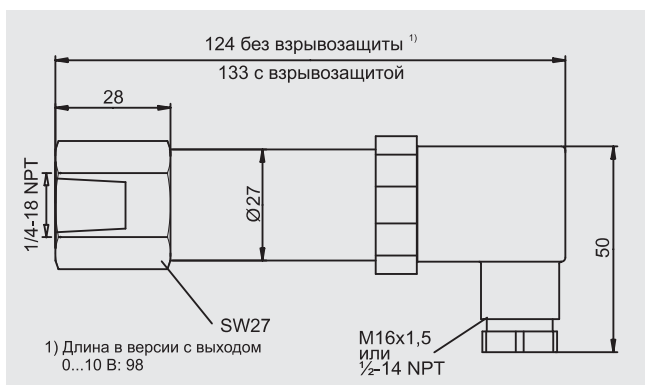 124 без взрывозащиты 1)
133 с взрывозащитой
28
1/4-18 NPT
Ø27
50
SW27
1) Длина в версии с выходом
0...10 В: 98
M16x1,5
или
½-14 NPT